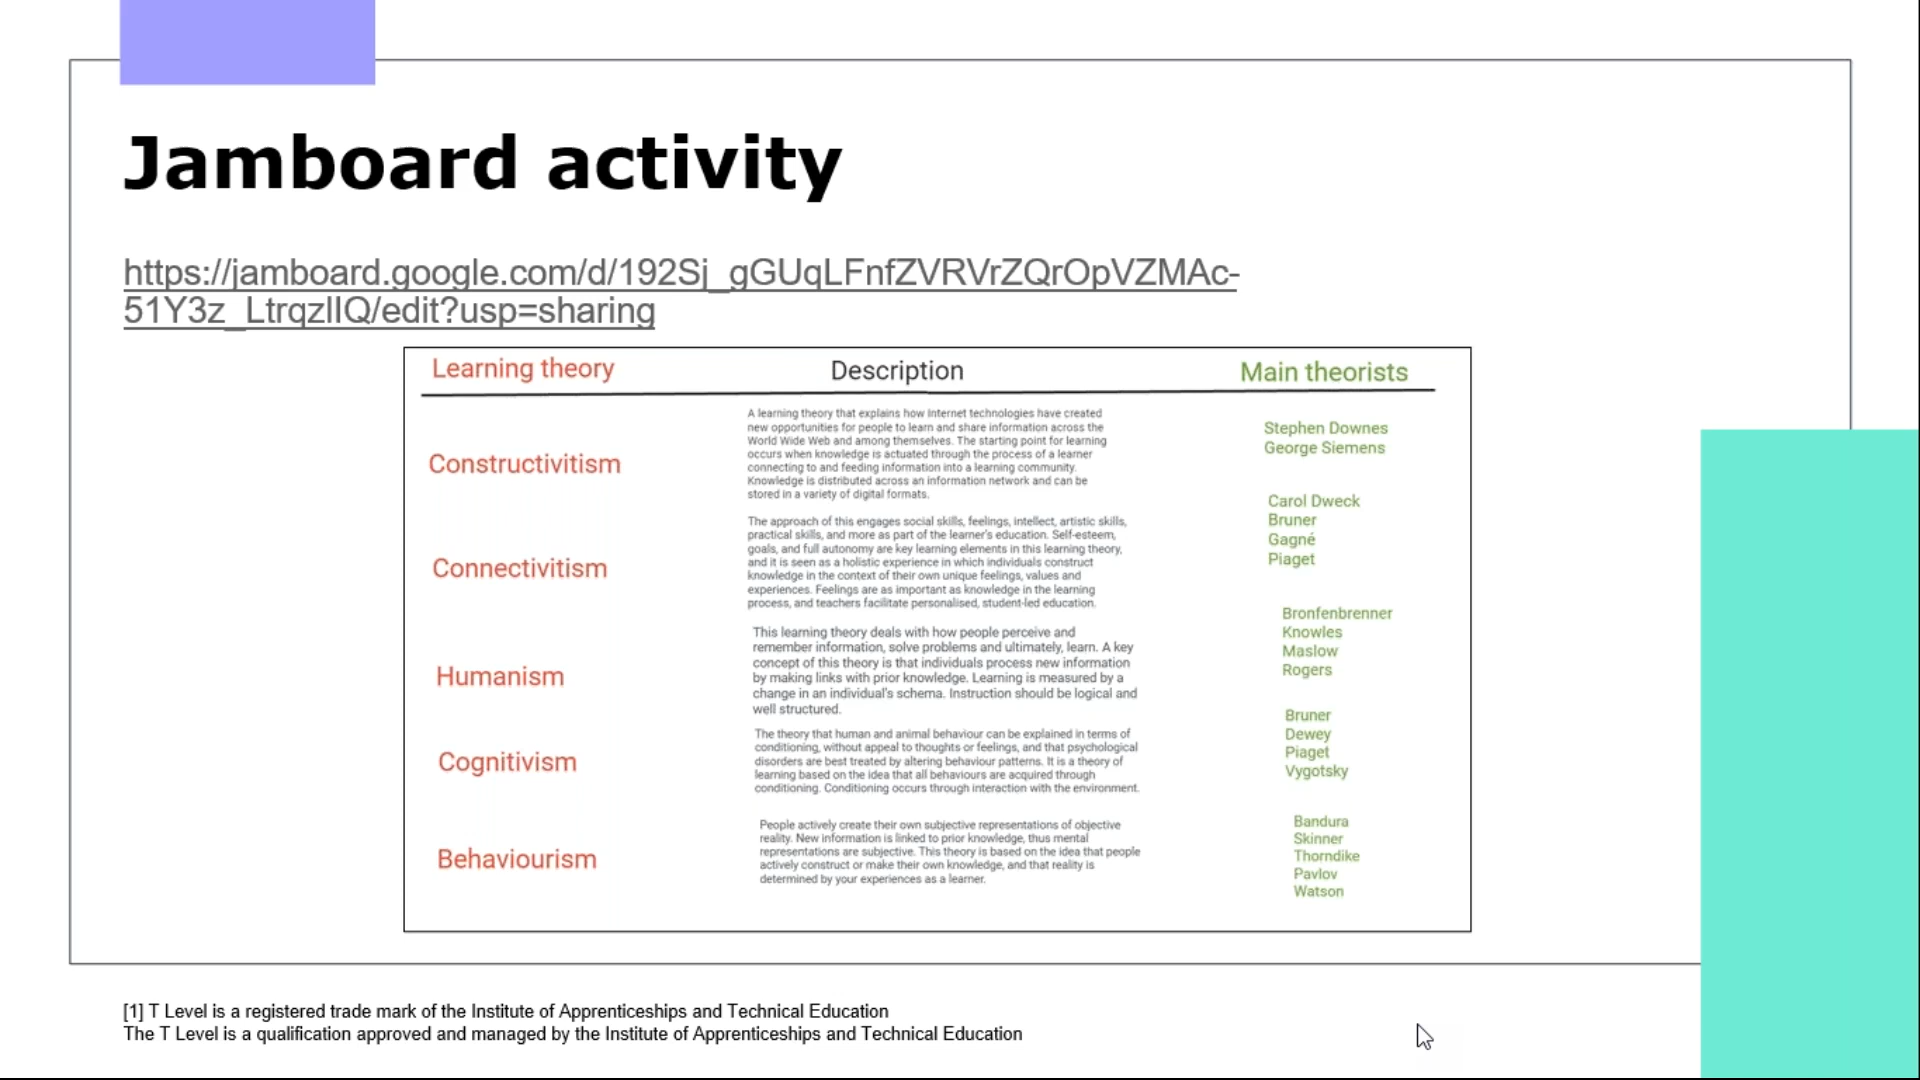 Jamboard activity
https://jamboard.google.com/d/192Sj_gGUqLFnfZVRVrZQrOpVZMAc-
51Y3z_LtrqzlIQ/edit?usp=sharing
Learning theory
Description
Main theorists
Constructivitism
A learning theory that explains how Internet technologies have created
new opportunities for people to learn and share information across the
World Wide Web and among themselves. The starting point for learning
occurs when knowledge is actuated through the process of a learner
connecting to and feeding information into a learning community.
Knowledge is distributed across an information network and can be
stored in a variety of digital formats.
Stephen Downes
George Siemens
Connectivitism
The approach of this engages social skills, feelings, intellect, artistic skills,
practical skills, and more as part of the learner's education. Self-esteem,
goals, and full autonomy are key learning elements in this learning theory,
and it is seen as a holistic experience in which individuals construct
knowledge in the context of their own unique feelings, values and
experiences. Feelings are as important as knowledge in the learning
process, and teachers facilitate personalised, student-led education.
Carol Dweck
Bruner
Gagné
Piaget
Humanism
This learning theory deals with how people perceive and
remember information, solve problems and ultimately, learn. A key
concept of this theory is that individuals process new information
by making links with prior knowledge. Learning is measured by a
change in an individual's schema. Instruction should be logical and
well structured.
Bronfenbrenner
Knowles
Maslow
Rogers
Cognitivism
The theory that human and animal behaviour can be explained in terms of
conditioning, without appeal to thoughts or feelings, and that psychological
disorders are best treated by altering behaviour patterns. It is a theory of
learning based on the idea that all behaviours are acquired through
conditioning. Conditioning occurs through interaction with the environment.
Bruner
Dewey
Piaget
Vygotsky
Behaviourism
People actively create their own subjective representations of objective
reality. New information is linked to prior knowledge, thus mental
representations are subjective. This theory is based on the idea that people
actively construct or make their own knowledge, and that reality is
determined by your experiences as a learner.
Bandura
Skinner
Thorndike
Pavlov
Watson
[1] T Level is a registered trade mark of the Institute of Apprenticeships and Technical Education
The T Level is a qualification approved and managed by the Institute of Apprenticeships and Technical Education